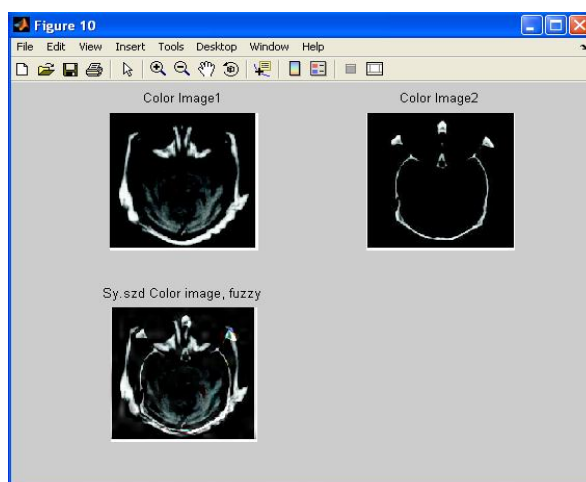 Figure 10
File Edit View Insert Tools Desktop Window Help
Color Image1 Color Image2
Sy.szd Color image, fuzzy